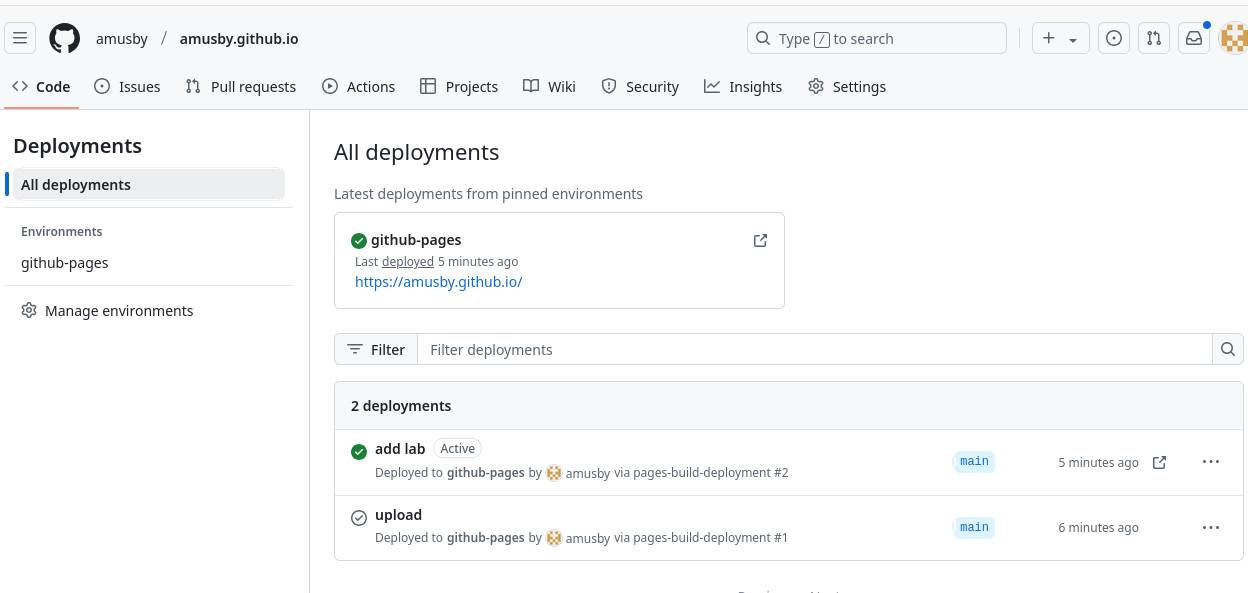 amusby / amusby.github.io
Type / to search
Code Issues Pull requests Actions Projects Wiki Security Insights Settings
Deployments
All deployments
Environments
github-pages
Manage environments
All deployments
Latest deployments from pinned environments
github-pages
Last deployed 5 minutes ago
https://amusby.github.io/
Filter Filter deployments
2 deployments
add lab Active
Deployed to github-pages by amusby via pages-build-deployment #2
main 5 minutes ago
upload
Deployed to github-pages by amusby via pages-build-deployment #1
main 6 minutes ago